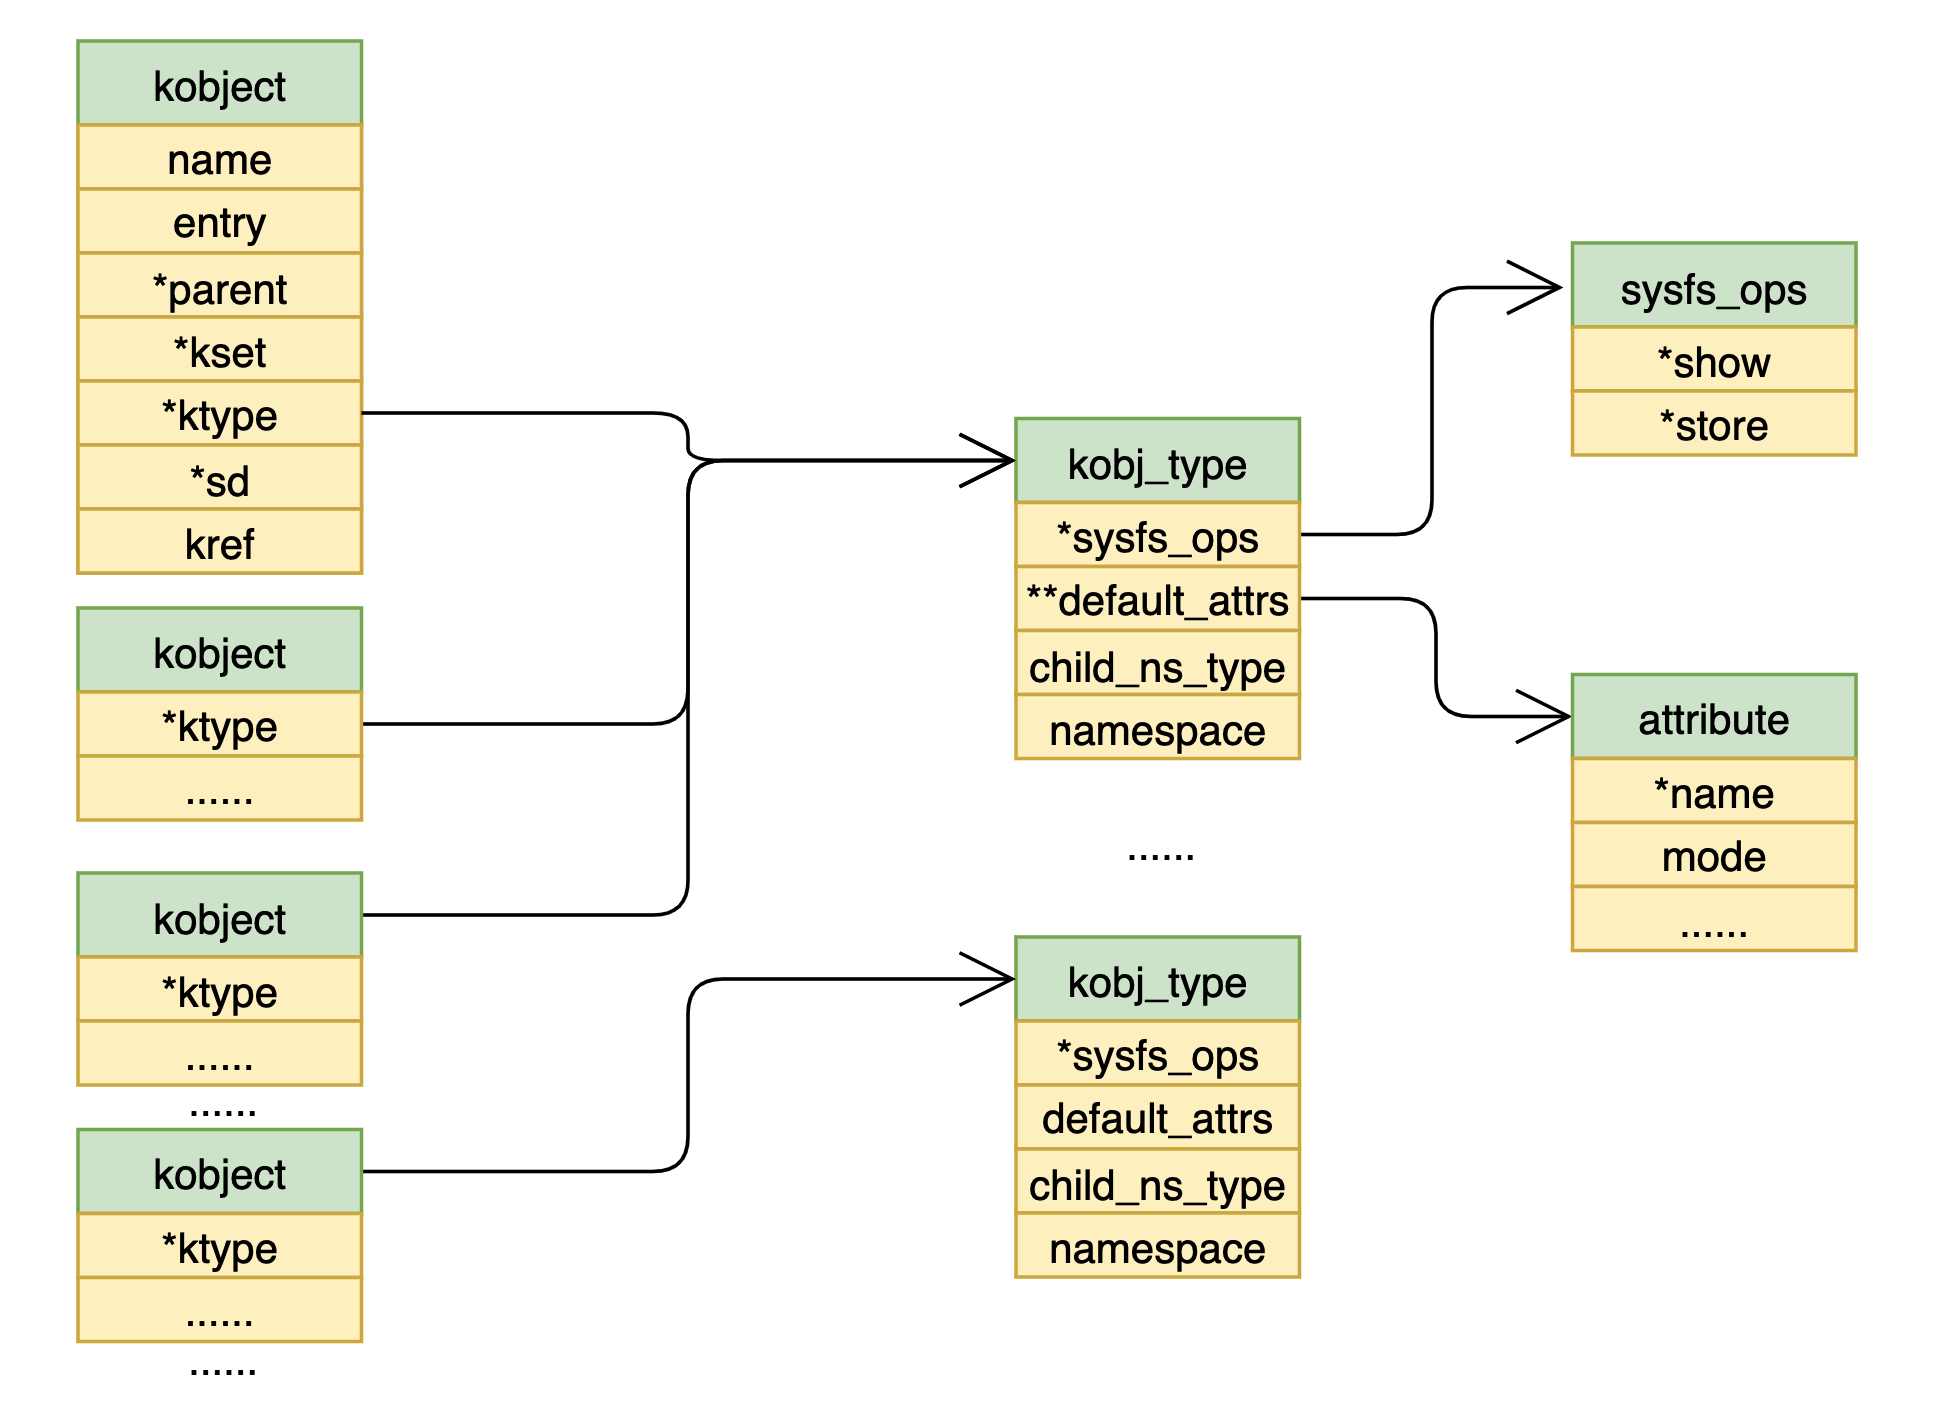 kobject
name
entry
*parent
*kset
*ktype
*sd
kref
kobject
*ktype
......
kobject
*ktype
......
......
kobject
*ktype
......
......
kobj_type
*sysfs_ops
**default_attrs
child_ns_type
namespace
......
kobj_type
*sysfs_ops
default_attrs
child_ns_type
namespace
sysfs_ops
*show
*store
attribute
*name
mode
......